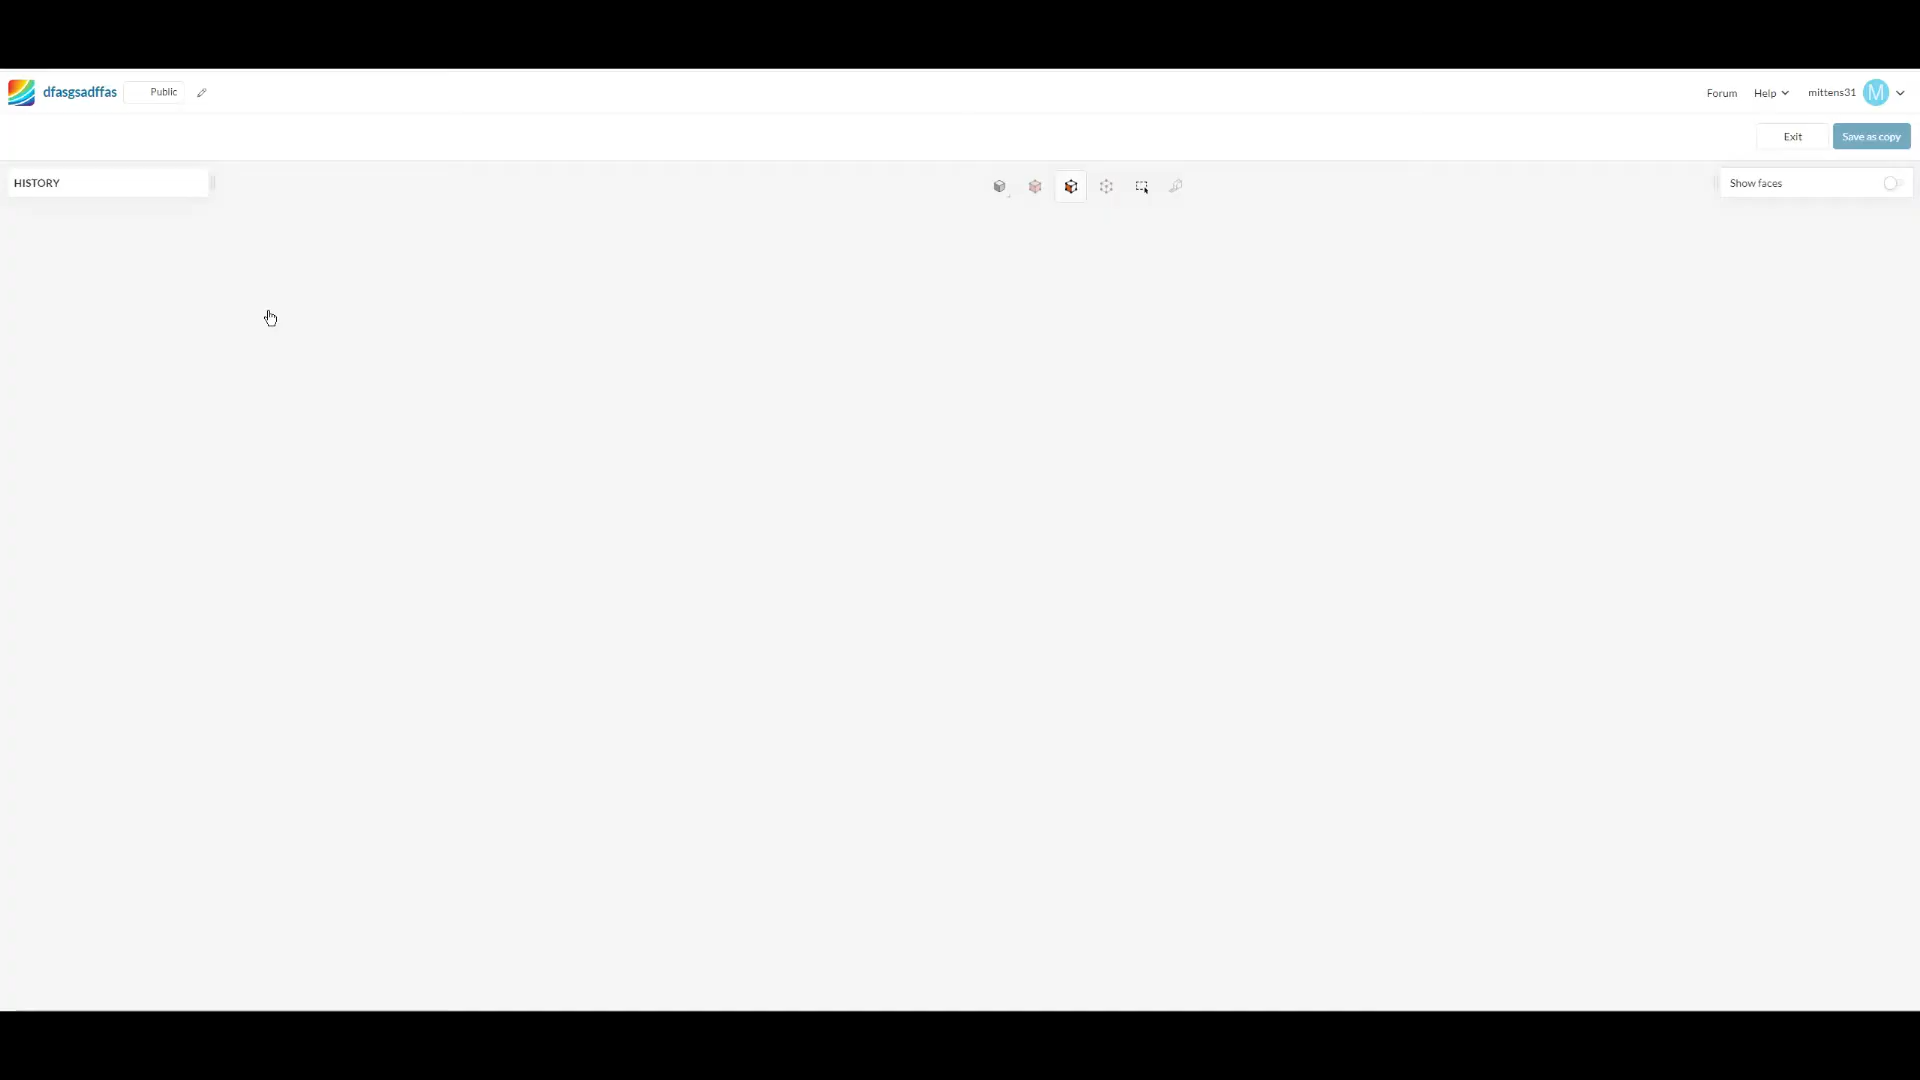 dfasgsadffas
Public
Forum
Help
mittens31
M
Exit
Save as copy
HISTORY
Show faces